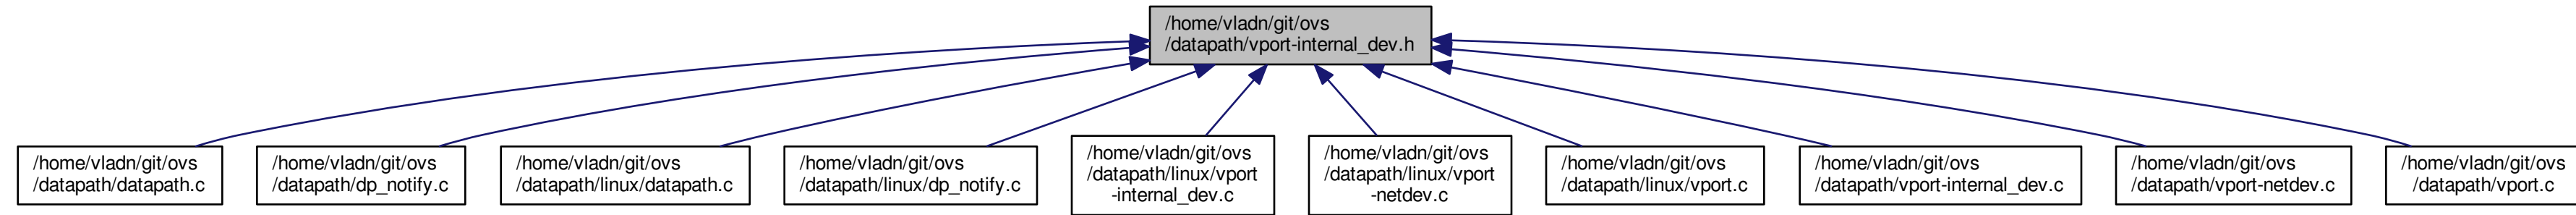 /home/vladn/git/ovs
/datapath/vport-internal_dev.h
/home/vladn/git/ovs
/datapath/datapath.c
/home/vladn/git/ovs
/datapath/dp_notify.c
/home/vladn/git/ovs
/datapath/linux/datapath.c
/home/vladn/git/ovs
/datapath/linux/dp_notify.c
/home/vladn/git/ovs
/datapath/linux/vport
-internal_dev.c
/home/vladn/git/ovs
/datapath/linux/vport
-netdev.c
/home/vladn/git/ovs
/datapath/linux/vport.c
/home/vladn/git/ovs
/datapath/vport-internal_dev.c
/home/vladn/git/ovs
/datapath/vport-netdev.c
/home/vladn/git/ovs
/datapath/vport.c